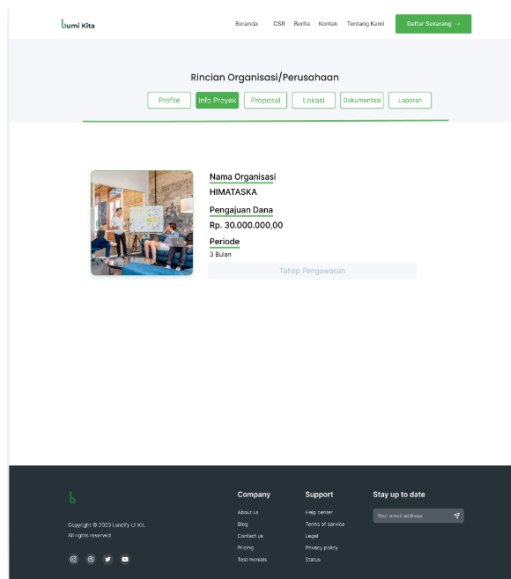 bumi Kita
Beranda CSR Berita Kontak Tentang Kami Daftar Sekarang →
Rincian Organisasi/Perusahaan
Profile Info Proyek Proposal Lokasi Dokumentasi Laporan
Nama Organisasi
HIMATASKA
Pengajuan Dana
Rp. 30.000.000,00
Periode
3 Bulan
Tahap Pengawasan
b
Copyright © 2020 Landify UI Kit.
All rights reserved
Company
About us
Blog
Contact us
Pricing
Testimonials
Support
Help center
Terms of service
Legal
Privacy policy
Status
Stay up to date
Your email address